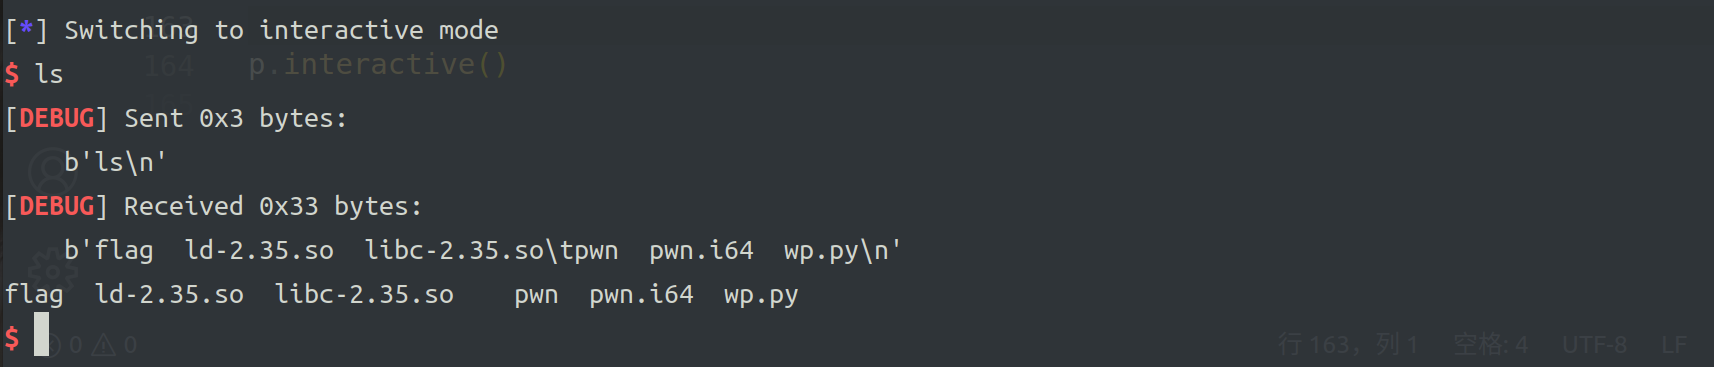 [*] Switching to interactive mode
163
164 p.interactive()
$ ls
[DEBUG] Sent 0x3 bytes:
    b'ls\n'
[DEBUG] Received 0x33 bytes:
    b'flag  ld-2.35.so  libc-2.35.so\tpwn  pwn.i64  wp.py\n'
flag  ld-2.35.so  libc-2.35.so    pwn  pwn.i64  wp.py
$
0 0 行 163，列 1 空格: 4 UTF-8 LF